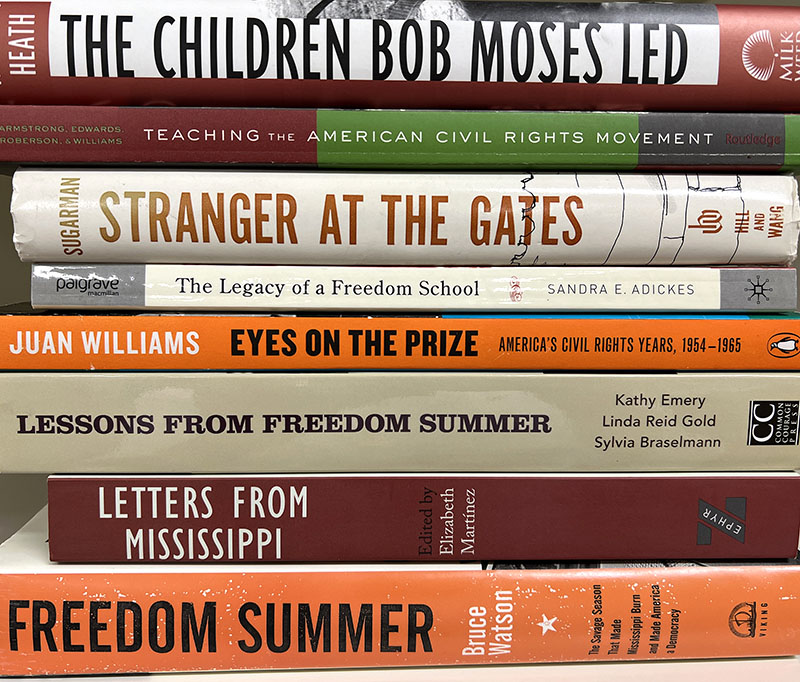 HEATH
THE CHILDREN BOB MOSES LED
MILK
WEED
ARMSTRONG, EDWARDS,
ROBERSON, & WILLIAMS
TEACHING THE AMERICAN CIVIL RIGHTS MOVEMENT
Routledge
SUGARMAN
STRANGER AT THE GATES
HILL
AND
WANG
palgrave
macmillan
The Legacy of a Freedom School
SANDRA E. ADICKES
JUAN WILLIAMS
EYES ON THE PRIZE
AMERICA'S CIVIL RIGHTS YEARS, 1954–1965
LESSONS FROM FREEDOM SUMMER
Kathy Emery
Linda Reid Gold
Sylvia Braselmann
CC
COMMON
COURAGE
PRESS
LETTERS FROM
MISSISSIPPI
Edited by
Elizabeth
Martínez
Z
EPHYR
FREEDOM SUMMER
Bruce
Watson
The Savage Season
That Made
Mississippi Burn
and Made America
a Democracy
VIKING